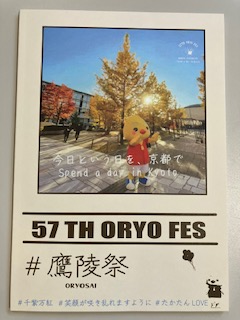 今日という日を、京都で
Spend a day in Kyoto
57 TH ORYO FES
#鷹陵祭
ORYOSAI
#千紫万紅 #笑顔が咲き乱れますように #たかたんLOVE